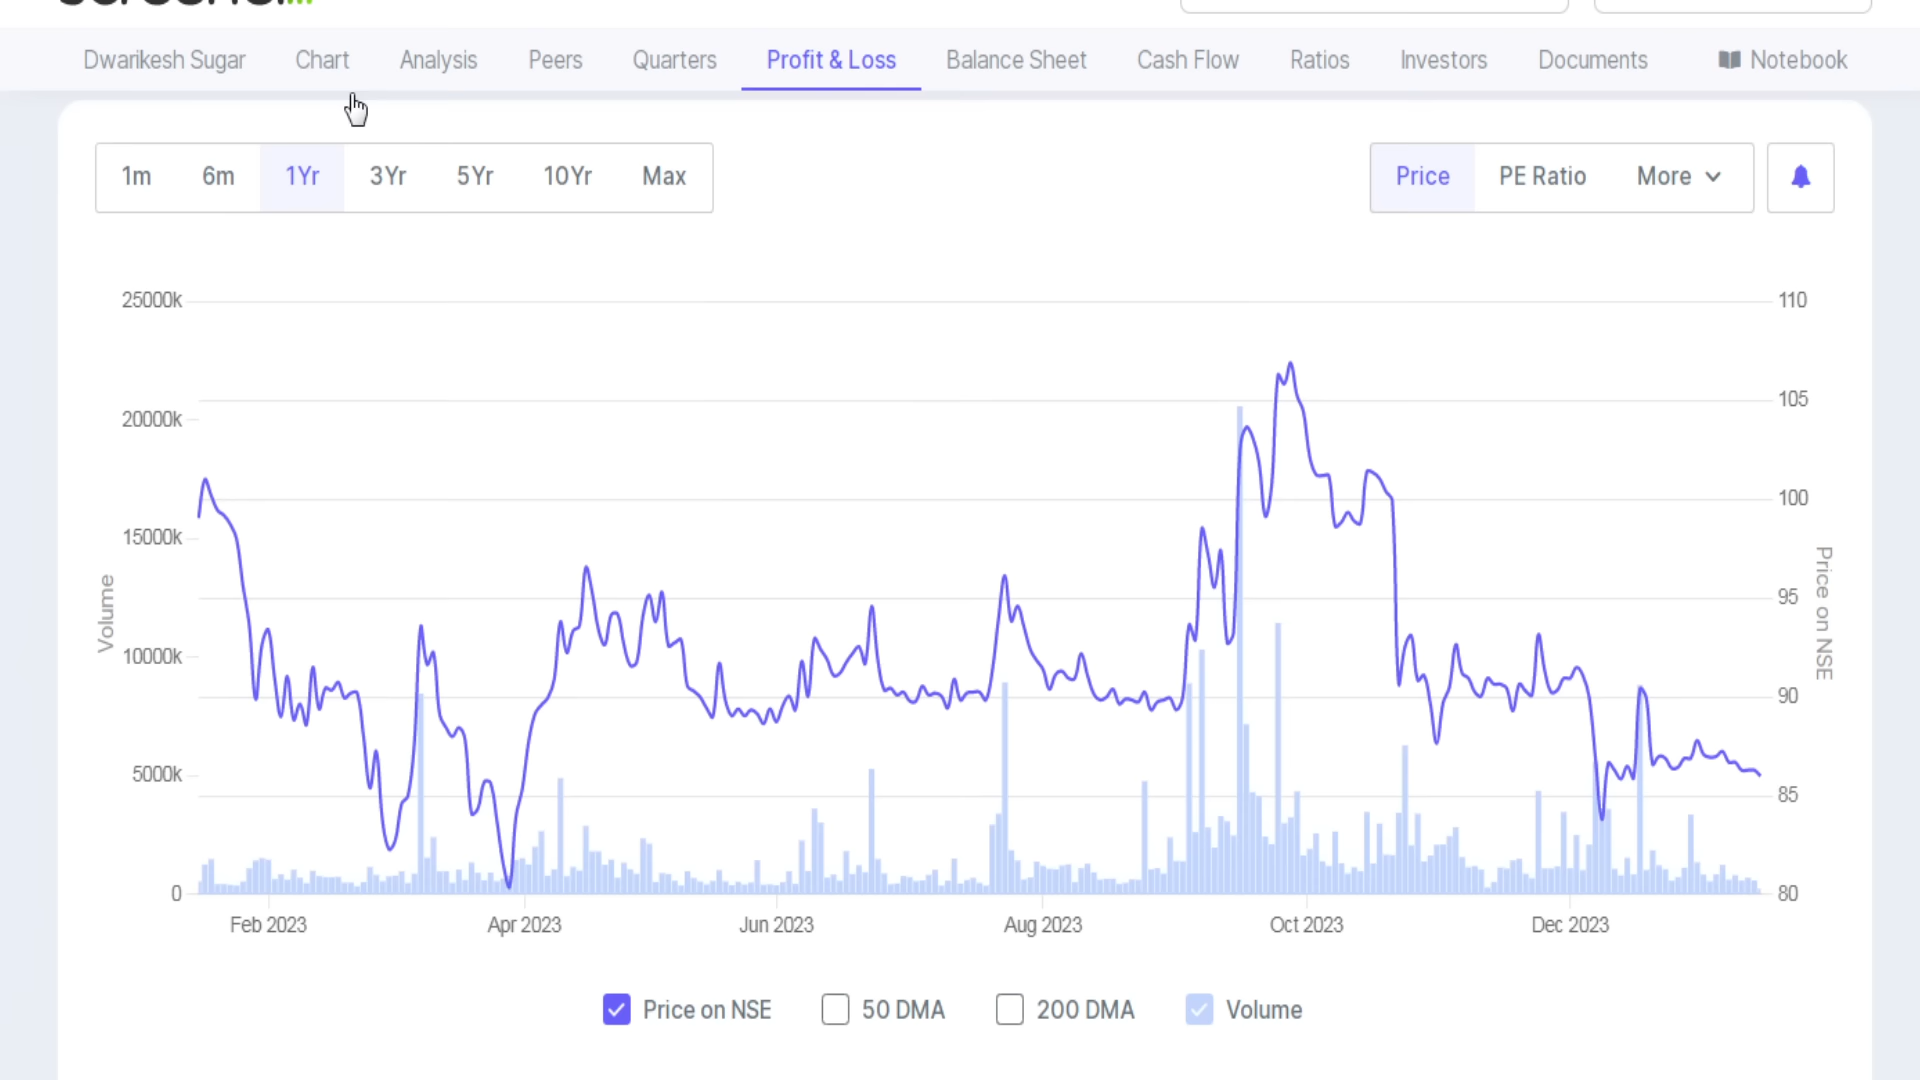 Dwarikesh Sugar Chart Analysis Peers Quarters Profit & Loss Balance Sheet Cash Flow Ratios Investors Documents Notebook
1m 6m 1Yr 3Yr 5Yr 10Yr Max Price PE Ratio More
25000k 110
105
20000k
100
15000k
95
10000k
90
5000k
85
0 80
Volume
Price on NSE
Feb 2023 Apr 2023 Jun 2023 Aug 2023 Oct 2023 Dec 2023
Price on NSE 50 DMA 200 DMA Volume